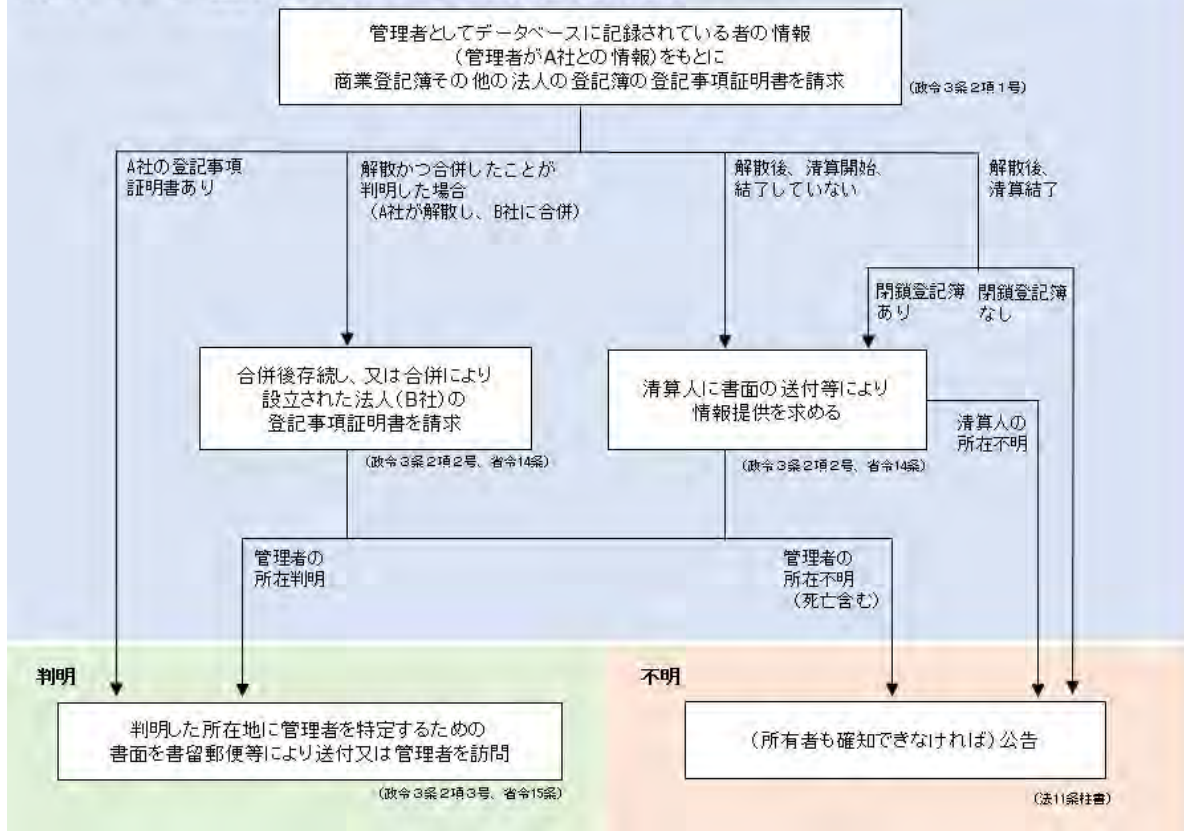 管理者としてデータベースに記録されている者の情報
(管理者がA社との情報)をもとに
商業登記簿その他の法人の登記簿の登記事項証明書を請求
(政令3条2項1号)
A社の登記事項
証明書あり
解散かつ合併したことが
判明した場合
(A社が解散し、B社に合併)
解散後、清算開始、
結了していない
解散後、
清算結了
閉鎖登記簿
あり
閉鎖登記簿
なし
合併後存続し、又は合併により
設立された法人(B社)の
登記事項証明書を請求
(政令3条2項2号、省令14条)
清算人に書面の送付等により
情報提供を求める
(政令3条2項2号、省令14条)
清算人の
所在不明
管理者の
所在判明
管理者の
所在不明
(死亡含む)
判明
判明した所在地に管理者を特定するための
書面を書留郵便等により送付又は管理者を訪問
(政令3条2項3号、省令15条)
不明
(所有者も確知できなければ)公告
(法11条柱書)